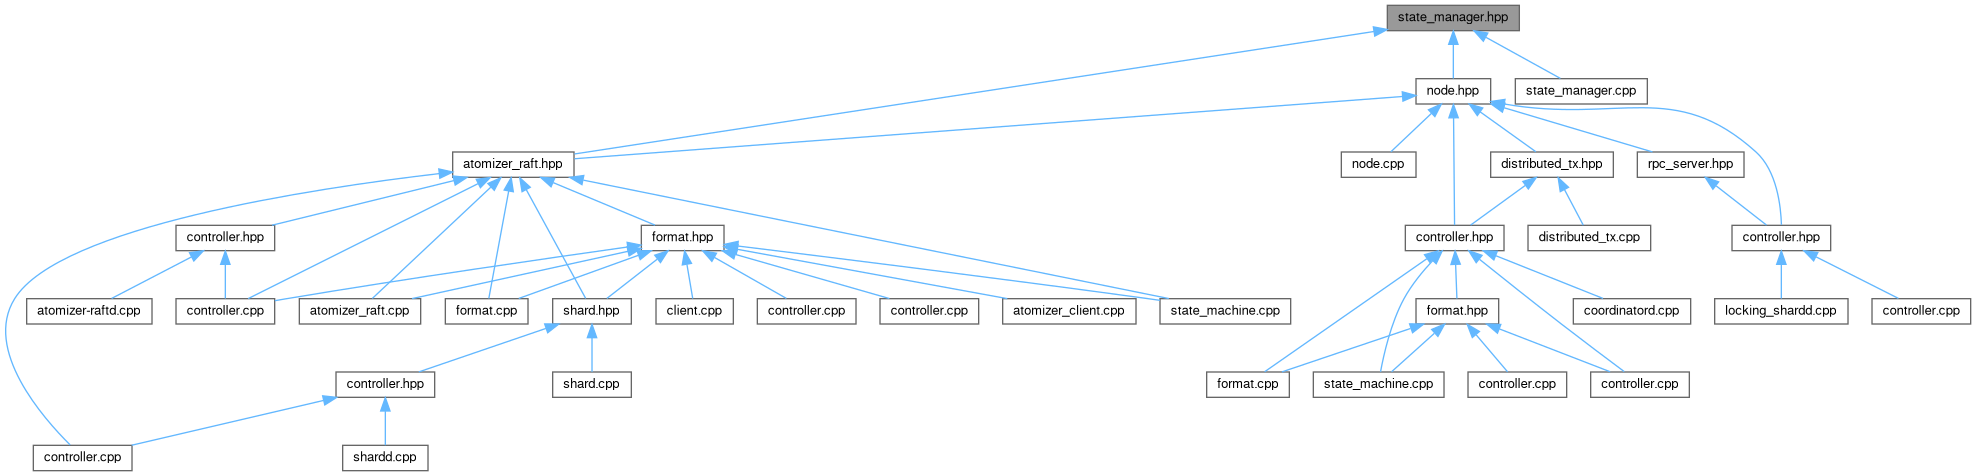 state_manager.hpp
node.hpp
state_manager.cpp
atomizer_raft.hpp
node.cpp
distributed_tx.hpp
rpc_server.hpp
controller.hpp
format.hpp
controller.hpp
distributed_tx.cpp
controller.hpp
atomizer-raftd.cpp
controller.cpp
atomizer_raft.cpp
format.cpp
shard.hpp
client.cpp
controller.cpp
controller.cpp
atomizer_client.cpp
state_machine.cpp
format.hpp
coordinatord.cpp
locking_shardd.cpp
controller.cpp
controller.hpp
shard.cpp
format.cpp
state_machine.cpp
controller.cpp
controller.cpp
controller.cpp
shardd.cpp